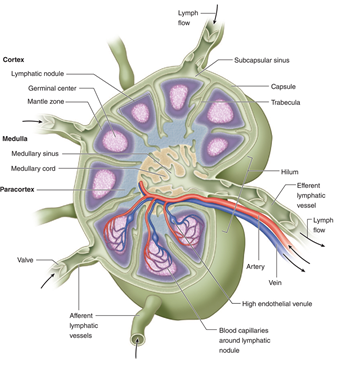 Lymph
flow
Cortex
Subcapsular sinus
Lymphatic nodule
Germinal center
Capsule
Mantle zone
Trabecula
Medulla
Medullary sinus
Medullary cord
Hilum
Paracortex
Efferent
lymphatic
vessel
Lymph
flow
Valve
Artery
Vein
High endothelial venule
Afferent
lymphatic
vessels
Blood capillaries
around lymphatic
nodule